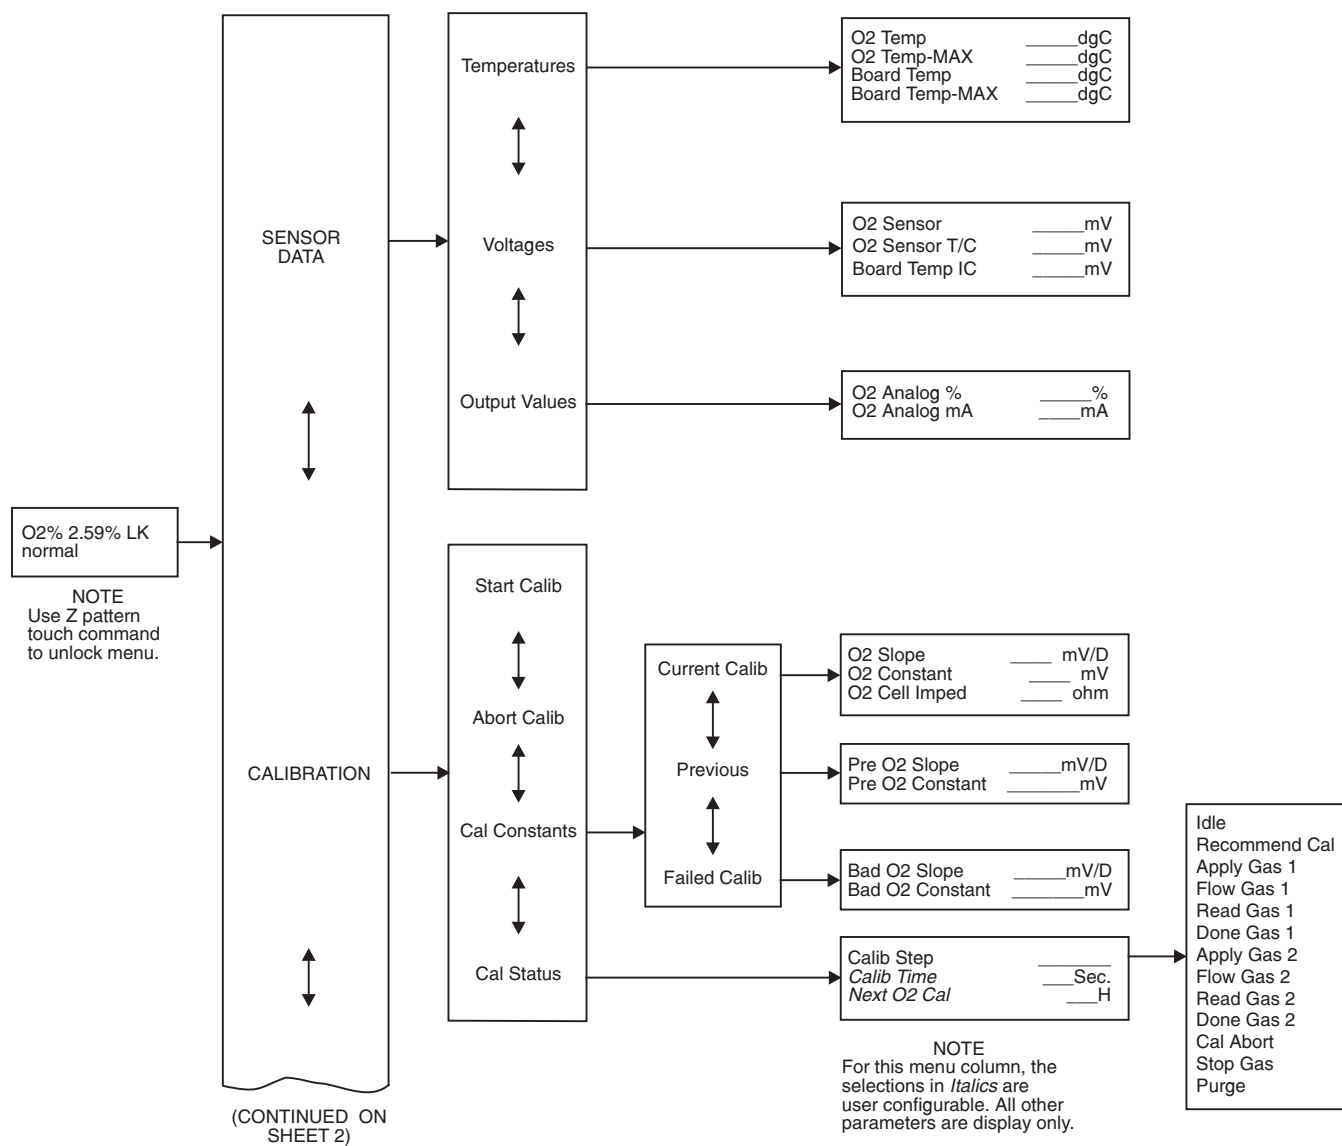 O2% 2.59% LK
normal
NOTE
Use Z pattern
touch command
to unlock menu.
SENSOR
DATA
CALIBRATION
(CONTINUED ON
SHEET 2)
Temperatures
Voltages
Output Values
O2 Temp _____dgC
O2 Temp-MAX _____dgC
Board Temp _____dgC
Board Temp-MAX _____dgC
O2 Sensor _____mV
O2 Sensor T/C _____mV
Board Temp IC _____mV
O2 Analog % _____%
O2 Analog mA ____mA
Start Calib
Abort Calib
Cal Constants
Cal Status
Current Calib
Previous
Failed Calib
O2 Slope ____ mV/D
O2 Constant ____ mV
O2 Cell Imped ____ ohm
Pre O2 Slope _____mV/D
Pre O2 Constant _______mV
Bad O2 Slope _____mV/D
Bad O2 Constant _______mV
Calib Step _______
Calib Time ___Sec.
Next O2 Cal ___H
NOTE
For this menu column, the
selections in Italics are
user configurable. All other
parameters are display only.
Idle
Recommend Cal
Apply Gas 1
Flow Gas 1
Read Gas 1
Done Gas 1
Apply Gas 2
Flow Gas 2
Read Gas 2
Done Gas 2
Cal Abort
Stop Gas
Purge